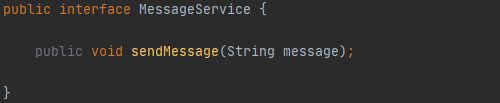 public interface MessageService {
public void sendMessage(String message);
}